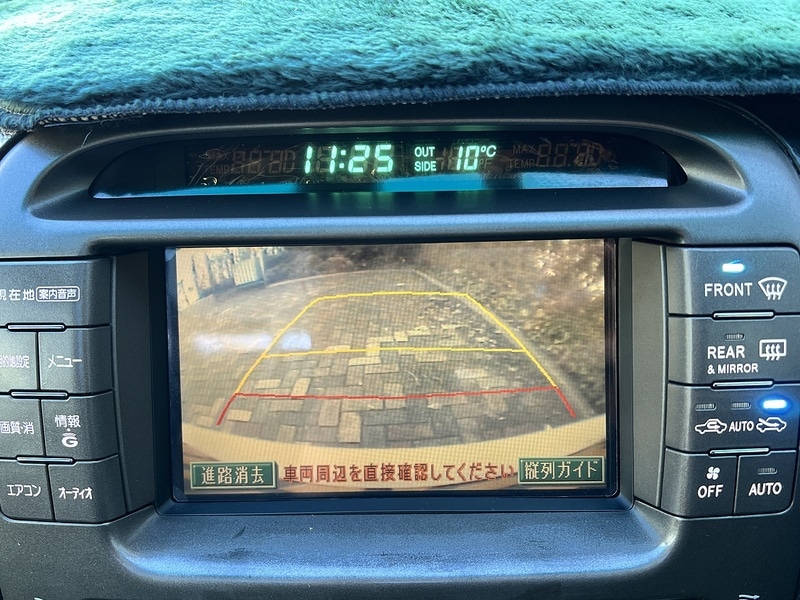 11:25
OUT
SIDE
10°C
現在地 案内音声
メニュー
情報
G
エアコン
オーディオ
進路消去
車両周辺を直接確認してください
縦列ガイド
FRONT
REAR
& MIRROR
AUTO
OFF
AUTO